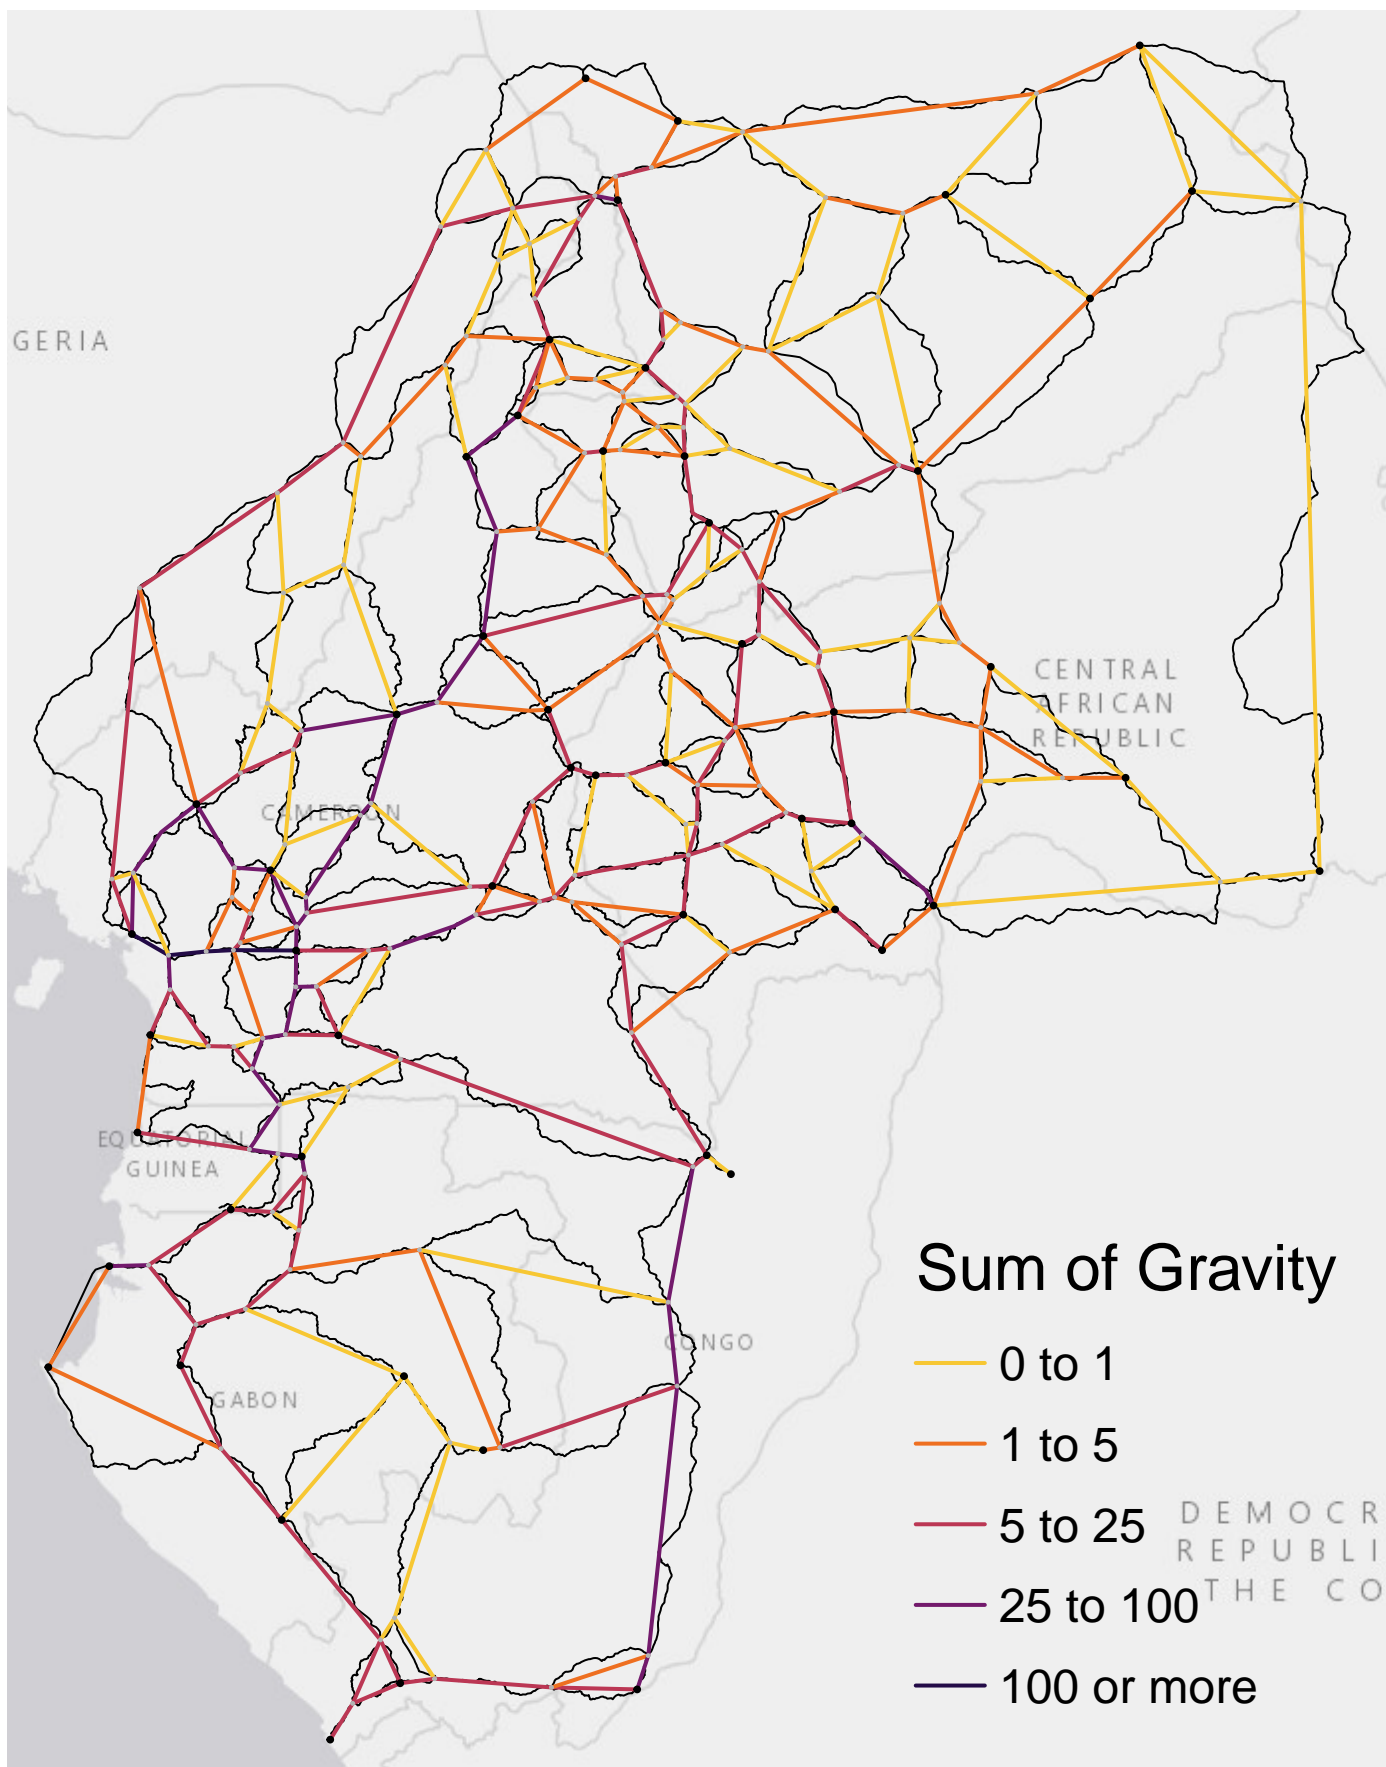 GERIA
CENTRAL
AFRICAN
REPUBLIC
CAMEROON
EQUATORIAL
GUINEA
Sum of Gravity
CONGO
0 to 1
GABON
1 to 5
5 to 25
DEMOCR
REPUBLI
25 to 100
THE CO
100 or more